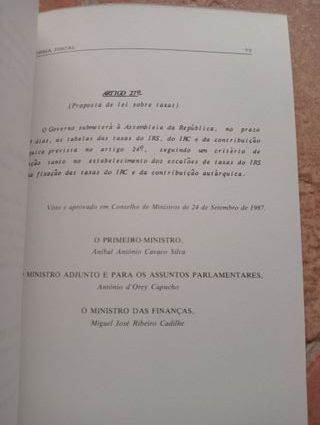 FORMA FISCAL
ARTIGO 27º
(Proposta de lei sobre taxas)
O Governo submeterá à Assembleia da República, no prazo
dias, as tabelas das taxas do IRS, do IRC e da contribuição
prevista no artigo 24º, seguindo um critério de
tanto no estabelecimento dos escalões de taxas do IRS
na fixação das taxas do IRC e da contribuição autárquica.
Visto e aprovado em Conselho de Ministros de 24 de Setembro de 1987.
O PRIMEIRO-MINISTRO,
Aníbal António Cavaco Silva
MINISTRO ADJUNTO E PARA OS ASSUNTOS PARLAMENTARES,
António d'Orey Capucho
O MINISTRO DAS FINANÇAS,
Miguel José Ribeiro Cadilhe